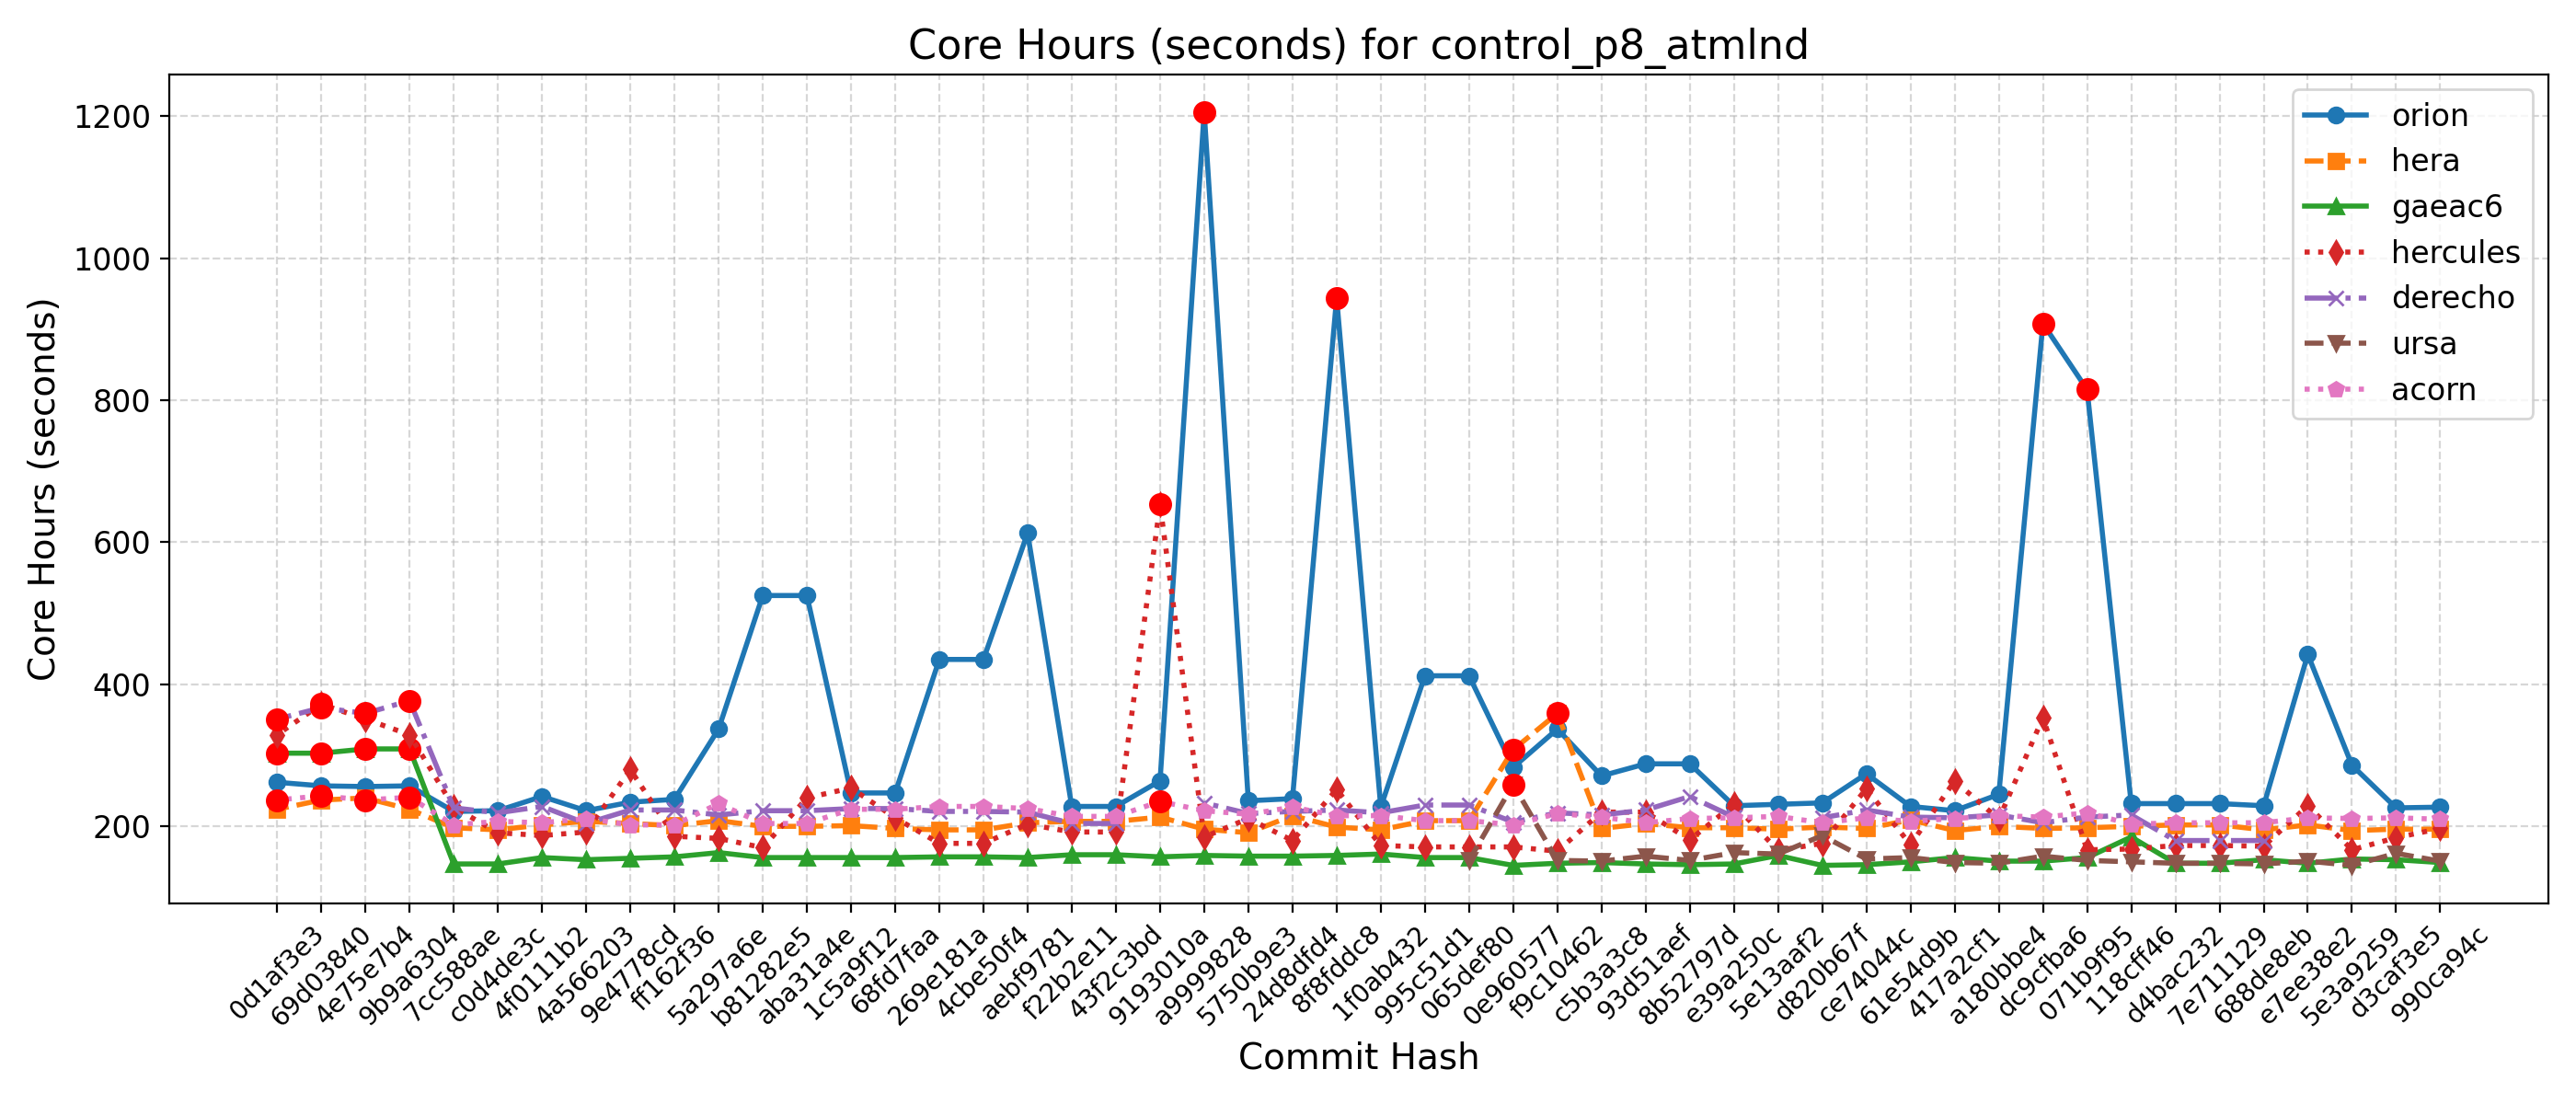 Core Hours (seconds) for control_p8_atmlnd
Core Hours (seconds)
1200
1000
800
600
400
200
orion
hera
gaeac6
hercules
derecho
ursa
acorn
0d1af3e3
69d03840
4e75e7b4
9b9a6304
7cc588ae
c0d4de3c
4f0111b2
4a566203
9e4778cd
ff162f36
5a297a6e
b81282e5
aba31a4e
1c5a9f12
68fd7faa
269e181a
4cbe50f4
aebf9781
f22b2e11
43f2c3bd
9193010a
a9999828
5750b9e3
24d8dfd4
8f8fddc8
1f0ab432
995c51d1
065def80
0e960577
f9c10462
c5b3a3c8
93d51aef
8b52797d
e39a250c
5e13aaf2
d820b67f
ce74044c
61e54d9b
417a2cf1
a180bbe4
dc9cfba6
071b9f95
118cff46
d4bac232
7e711129
688de8eb
e7ee38e2
5e3a9259
d3caf3e5
990ca94c
Commit Hash